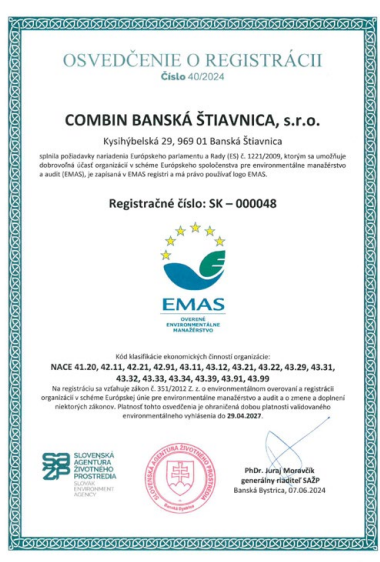 OSVEDČENIE O REGISTRÁCII
Číslo 40/2024
COMBIN BANSKÁ ŠTIAVNICA, s.r.o.
Kysihýbelská 29, 969 01 Banská Štiavnica
splnila požiadavky nariadenia Európskeho parlamentu a Rady (ES) č. 1221/2009, ktorým sa umožňuje
dobrovoľná účasť organizácií v schéme Európskeho spoločenstva pre environmentálne manažérstvo
a audit (EMAS), je zapísaná v EMAS registri a má právo používať logo EMAS.
Registračné číslo: SK – 000048
EMAS
OVERENÉ
ENVIRONMENTÁLNE
MANAŽÉRSTVO
Kód klasifikácie ekonomických činností organizácie:
NACE 41.20, 42.11, 42.21, 42.91, 43.11, 43.12, 43.21, 43.22, 43.29, 43.31,
43.32, 43.33, 43.34, 43.39, 43.91, 43.99
Na registráciu sa vzťahuje zákon č. 351/2012 Z. z. o environmentálnom overovaní a registrácii
organizácií v schéme Európskej únie pre environmentálne manažérstvo a audit a o zmene a doplnení
niektorých zákonov. Platnosť tohto osvedčenia je ohraničená dobou platnosti validovaného
environmentálneho vyhlásenia do 29.04.2027.
SLOVENSKÁ
AGENTÚRA
ŽIVOTNÉHO
PROSTREDIA
SLOVAK
ENVIRONMENT
AGENCY
SLOVENSKÁ AGENTÚRA ŽIVOTNÉHO PROSTREDIA
Banská Bystrica
PhDr. Juraj Moravčík
generálny riaditeľ SAŽP
Banská Bystrica, 07.06.2024